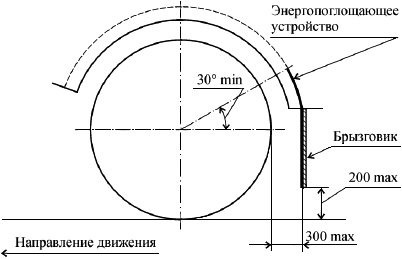 Энергопоглощающее
устройство
30° min
Брызговик
200 max
Направление движения
300 max